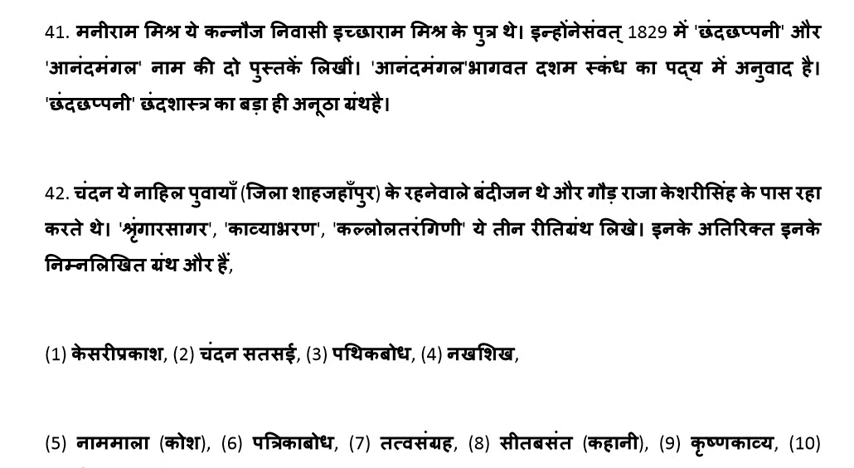 41. मनीराम मिश्र ये कन्नौज निवासी इच्छाराम मिश्र के पुत्र थे। इन्होंनेसंवत् 1829 में 'छंदछप्पनी' और
'आनंदमंगल' नाम की दो पुस्तकें लिखीं। 'आनंदमंगल'भागवत दशम स्कंध का पद्य में अनुवाद है।
'छंदछप्पनी' छंदशास्त्र का बड़ा ही अनूठा ग्रंथहै।
42. चंदन ये नाहिल पुवायाँ (जिला शाहजहाँपुर) के रहनेवाले बंदीजन थे और गौड़ राजा केशरीसिंह के पास रहा
करते थे। 'श्रृंगारसागर', 'काव्याभरण', 'कल्लोलतरंगिणी' ये तीन रीतिग्रंथ लिखे। इनके अतिरिक्त इनके
निम्नलिखित ग्रंथ और हैं,
(1) केसरीप्रकाश, (2) चंदन सतसई, (3) पथिकबोध, (4) नखशिख,
(5) नाममाला (कोश), (6) पत्रिकाबोध, (7) तत्वसंग्रह, (8) सीतबसंत (कहानी), (9) कृष्णकाव्य, (10)